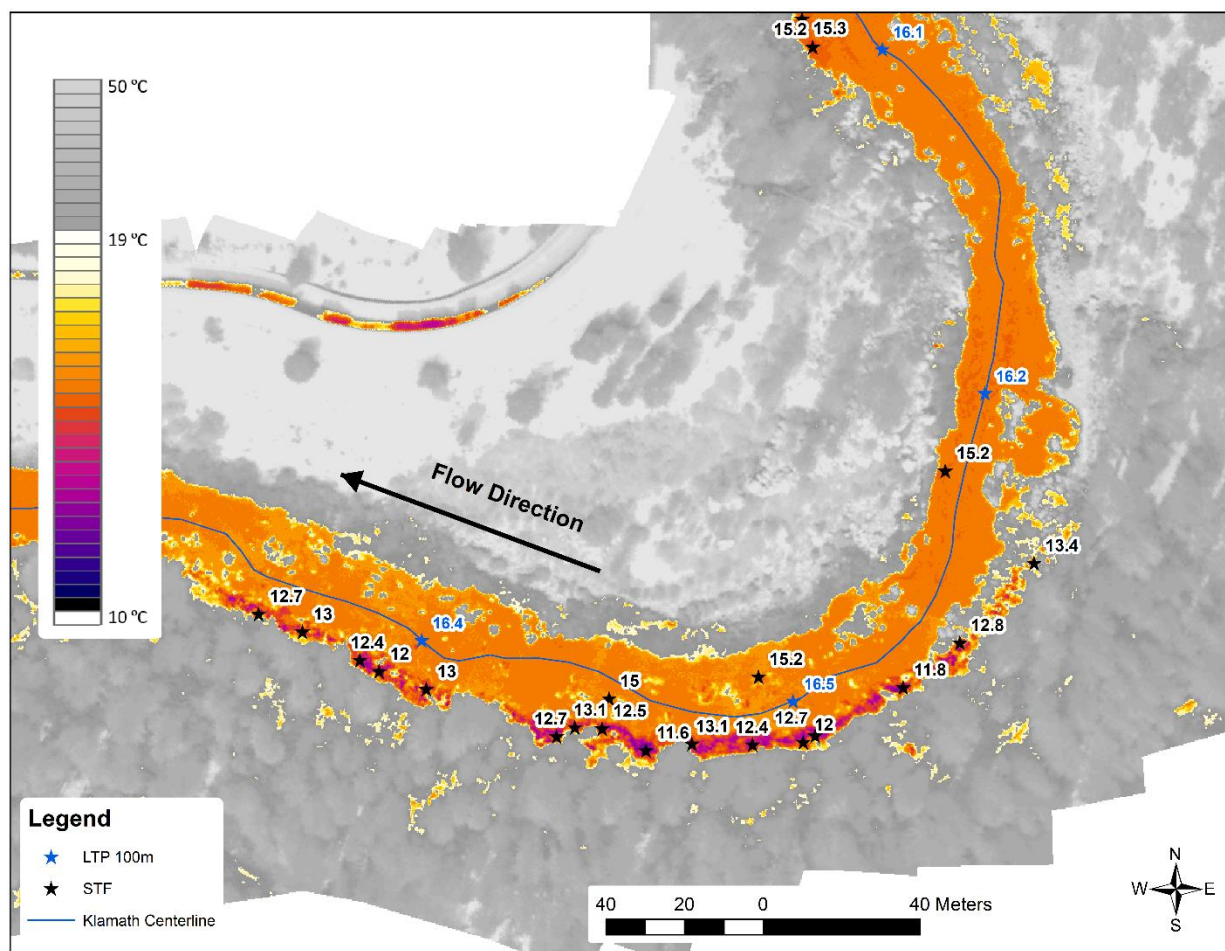 15.2 15.3 16.1
50 ºC
19 ºC
16.2
15.2
Flow Direction
13.4
12.7
13
12.8
16.4
12.4
12
11.8
13
15.2
15
16.5
12.7
13.1
12.5
11.6
13.1
12.4
12.7
12
10 ºC
Legend
LTP 100m
STF
Klamath Centerline
40 20 0 40 Meters
N
W E
S